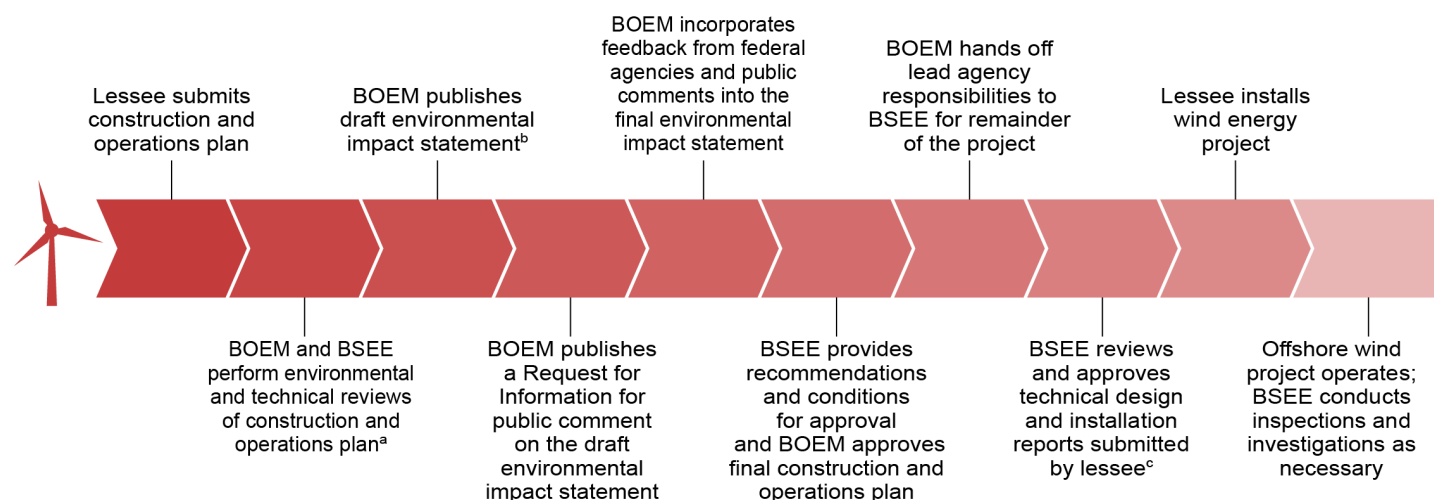 Lessee submits
construction and
operations plan
BOEM and BSEE
perform environmental
and technical reviews
of construction and
operations planᵃ
BOEM publishes
draft environmental
impact statementᵇ
BOEM publishes
a Request for
Information for
public comment
on the draft
environmental
impact statement
BOEM incorporates
feedback from federal
agencies and public
comments into the
final environmental
impact statement
BSEE provides
recommendations
and conditions
for approval
and BOEM approves
final construction and
operations plan
BOEM hands off
lead agency
responsibilities to
BSEE for remainder
of the project
BSEE reviews
and approves
technical design
and installation
reports submitted
by lesseeᶜ
Lessee installs
wind energy
project
Offshore wind
project operates;
BSEE conducts
inspections and
investigations as
necessary